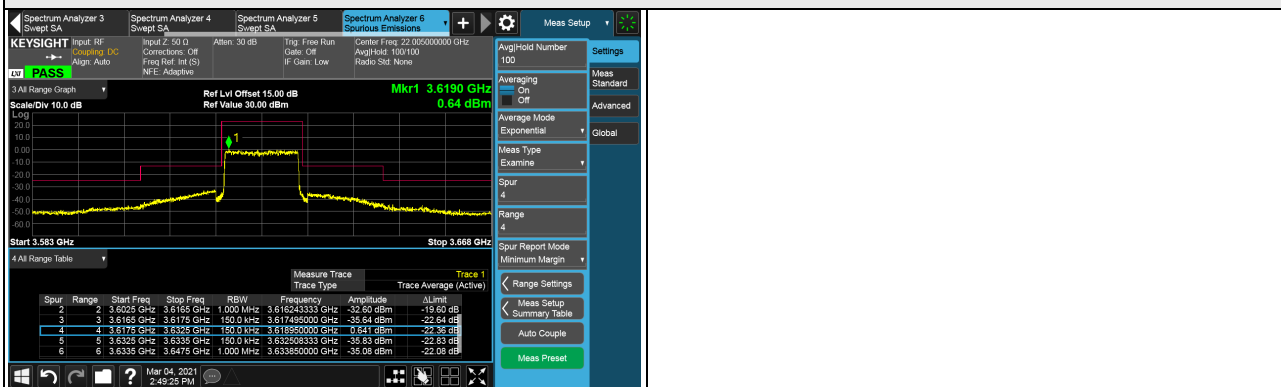 Spectrum Analyzer 3
Swept SA
Spectrum Analyzer 4
Swept SA
Spectrum Analyzer 5
Swept SA
Spectrum Analyzer 6
Spurious Emissions
+
Meas Setup
KEYSIGHT
Input: RF
Coupling: DC
Align: Auto
Input Z: 50 Ω
Corrections: Off
Freq Ref: Int (S)
NFE: Adaptive
Atten: 30 dB
Trig: Free Run
Gate: Off
IF Gain: Low
Center Freq: 22.005000000 GHz
Avg|Hold: 100/100
Radio Std: None
LXI
PASS
3 All Range Graph
Scale/Div 10.0 dB
Ref Lvl Offset 15.00 dB
Ref Value 30.00 dBm
Mkr1 3.6190 GHz
0.64 dBm
Log
20.0
10.0
0.00
-10.0
-20.0
-30.0
-40.0
-50.0
-60.0
1
Start 3.583 GHz
Stop 3.668 GHz
4 All Range Table
Measure Trace Trace 1
Trace Type Trace Average (Active)
Spur Range Start Freq Stop Freq RBW Frequency Amplitude ΔLimit
2 2 3.6025 GHz 3.6165 GHz 1.000 MHz 3.616243333 GHz -32.60 dBm -19.60 dB
3 3 3.6165 GHz 3.6175 GHz 150.0 kHz 3.617495000 GHz -35.64 dBm -22.64 dB
4 4 3.6175 GHz 3.6325 GHz 150.0 kHz 3.618950000 GHz 0.641 dBm -22.36 dB
5 5 3.6325 GHz 3.6335 GHz 150.0 kHz 3.632508333 GHz -35.83 dBm -22.83 dB
6 6 3.6335 GHz 3.6475 GHz 1.000 MHz 3.633850000 GHz -35.08 dBm -22.08 dB
Avg|Hold Number
100
Averaging
On
Off
Average Mode
Exponential
Meas Type
Examine
Spur
4
Range
4
Spur Report Mode
Minimum Margin
Range Settings
Meas Setup
Summary Table
Auto Couple
Meas Preset
Settings
Meas
Standard
Advanced
Global
?
Mar 04, 2021
2:49:25 PM